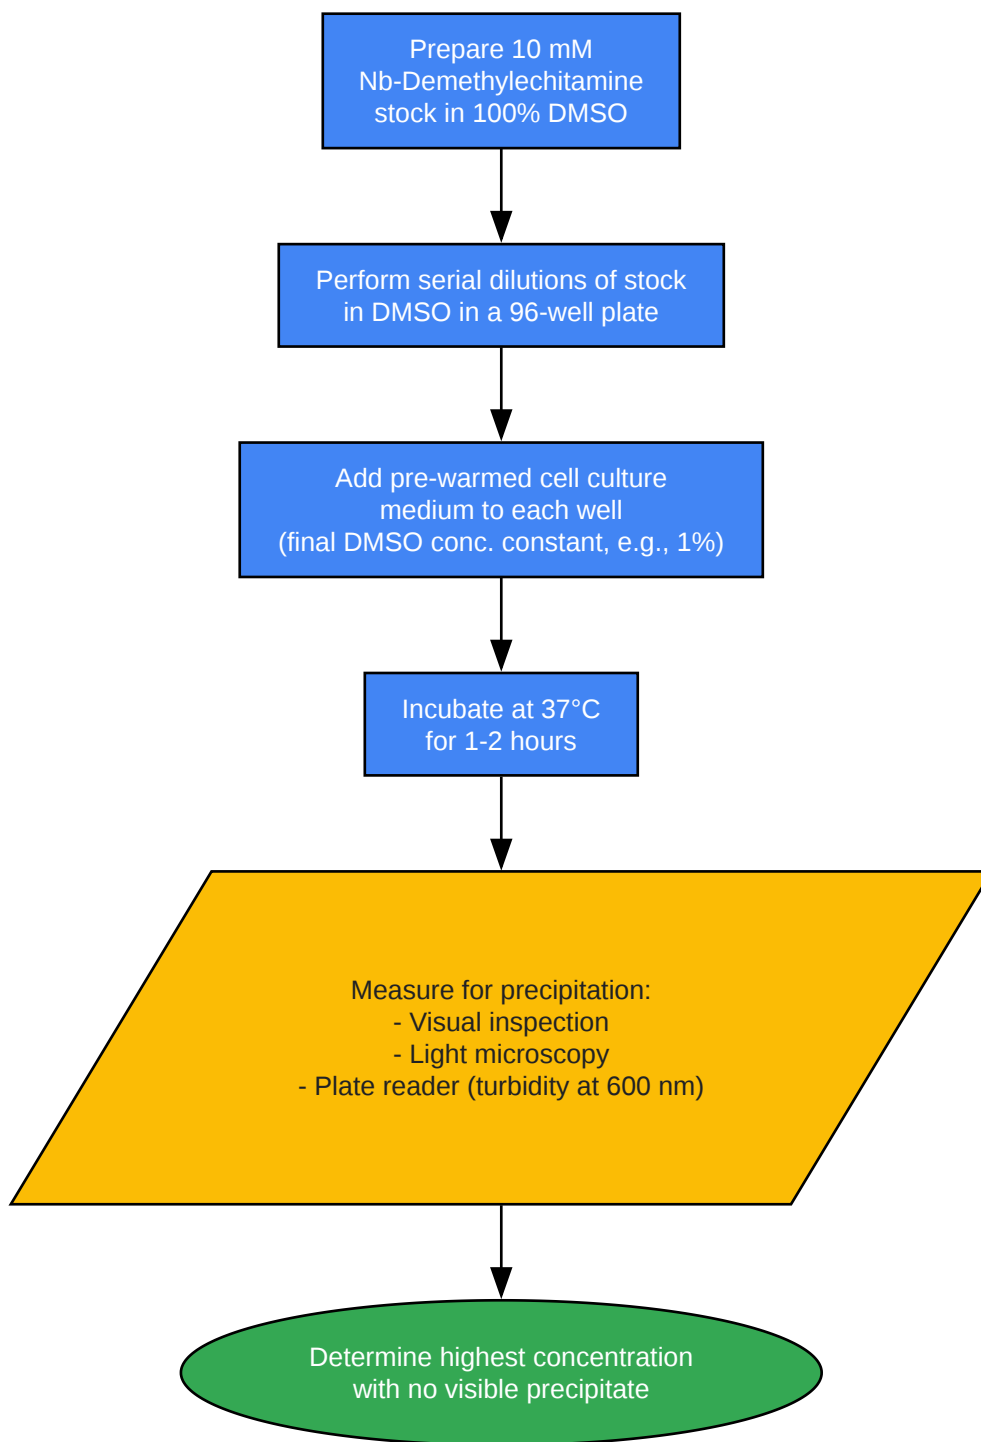 Prepare 10 mM
Nb-Demethylechitamine
stock in 100% DMSO
Perform serial dilutions of stock
in DMSO in a 96-well plate
Add pre-warmed cell culture
medium to each well
(final DMSO conc. constant, e.g., 1%)
Incubate at 37°C
for 1-2 hours
Measure for precipitation:
- Visual inspection
- Light microscopy
- Plate reader (turbidity at 600 nm)
Determine highest concentration
with no visible precipitate